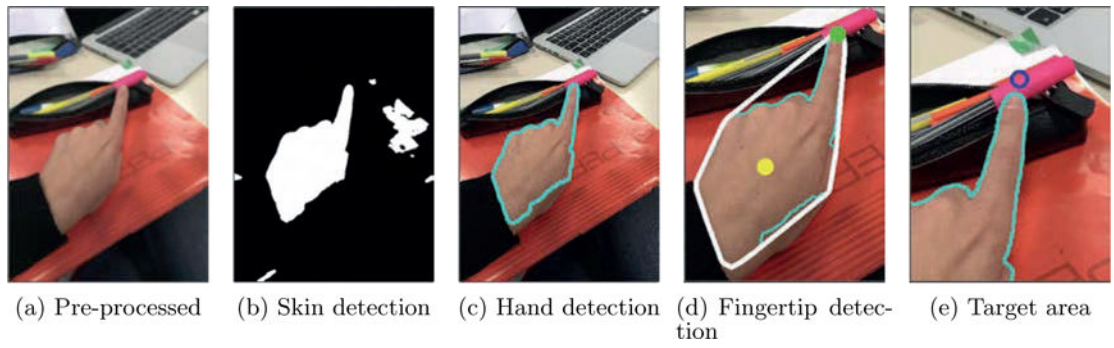 (a) Pre-processed
(b) Skin detection
(c) Hand detection
(d) Fingertip detec-
tion
(e) Target area